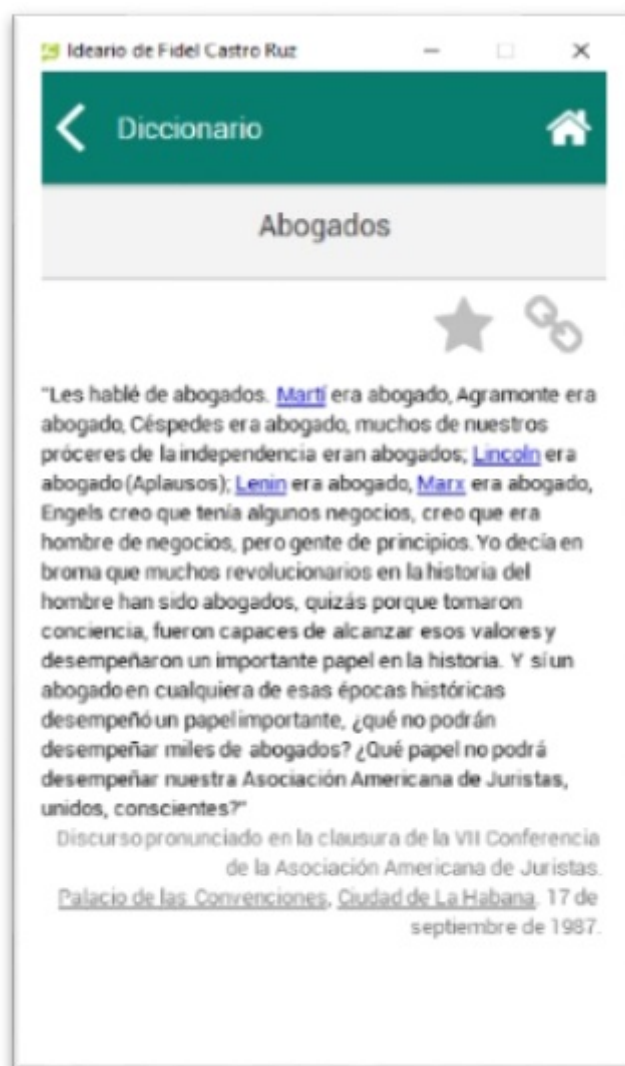 Ideario de Fidel Castro Ruz
Diccionario
Abogados
"Les hablé de abogados. Martí era abogado, Agramonte era
abogado, Céspedes era abogado, muchos de nuestros
próceres de la independencia eran abogados; Lincoln era
abogado (Aplausos); Lenin era abogado, Marx era abogado,
Engels creo que tenía algunos negocios, creo que era
hombre de negocios, pero gente de principios. Yo decía en
broma que muchos revolucionarios en la historia del
hombre han sido abogados, quizás porque tomaron
conciencia, fueron capaces de alcanzar esos valores y
desempeñaron un importante papel en la historia. Y sí un
abogado en cualquiera de esas épocas históricas
desempeñó un papel importante, ¿qué no podrán
desempeñar miles de abogados? ¿Qué papel no podrá
desempeñar nuestra Asociación Americana de Juristas,
unidos, conscientes?"
Discurso pronunciado en la clausura de la VII Conferencia
de la Asociación Americana de Juristas.
Palacio de las Convenciones, Ciudad de La Habana. 17 de
septiembre de 1987.